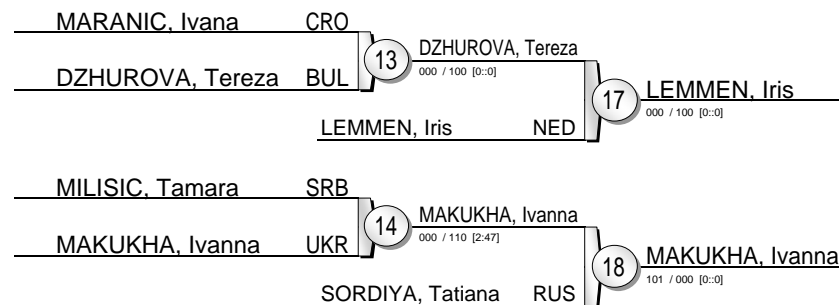 MARANIC, Ivana CRO
13
DZHUROVA, Tereza
000 / 100 [0::0]
DZHUROVA, Tereza BUL
17
LEMMEN, Iris
000 / 100 [0::0]
LEMMEN, Iris NED
MILISIC, Tamara SRB
14
MAKUKHA, Ivanna
000 / 110 [2:47]
MAKUKHA, Ivanna UKR
18
MAKUKHA, Ivanna
101 / 000 [0::0]
SORDIYA, Tatiana RUS